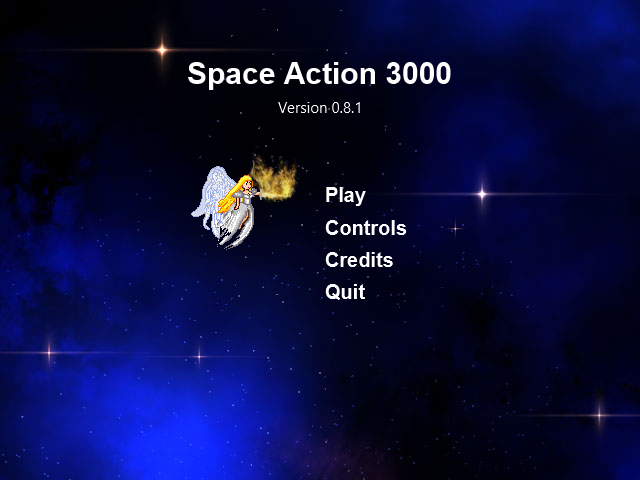 Space Action 3000
Version 0.8.1
Play
Controls
Credits
Quit